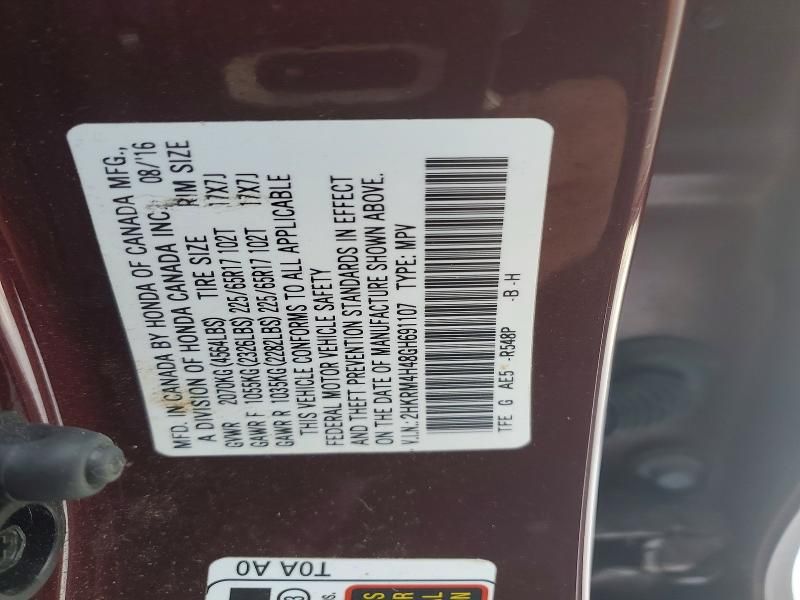 MFD. IN CANADA BY HONDA OF CANADA MFG.,
A DIVISION OF HONDA CANADA INC. 08/'16
GVWR 2070KG (4564LBS) TIRE SIZE RIM SIZE
GAWR F 1055KG (2326LBS) 225/65R17 102T 17X7J
GAWR R 1035KG (2282LBS) 225/65R17 102T 17X7J
THIS VEHICLE CONFORMS TO ALL APPLICABLE
FEDERAL MOTOR VEHICLE SAFETY
AND THEFT PREVENTION STANDARDS IN EFFECT
ON THE DATE OF MANUFACTURE SHOWN ABOVE.
V.I.N.: 2HKRM4H48GH691107 TYPE: MPV
TFE G AE5 -R548P -B -H
T0A A0